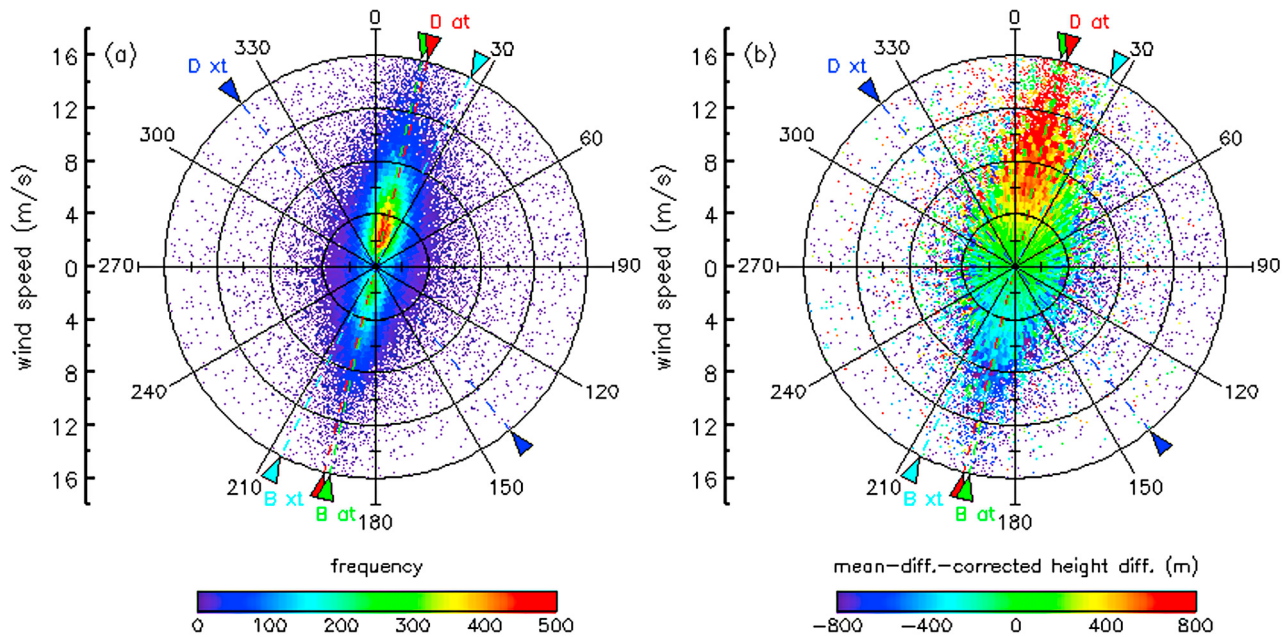 0
D at
16
(a)
330
30
D xt
12
300
60
8
4
wind speed (m/s)
0
270
90
4
8
240
120
12
16
210
B xt
150
B at
180
frequency
0 100 200 300 400 500
0
D at
16
(b)
330
30
D xt
12
300
60
8
4
wind speed (m/s)
0
270
90
4
8
240
120
12
16
210
B xt
150
B at
180
mean-diff.-corrected height diff. (m)
-800 -400 0 400 800